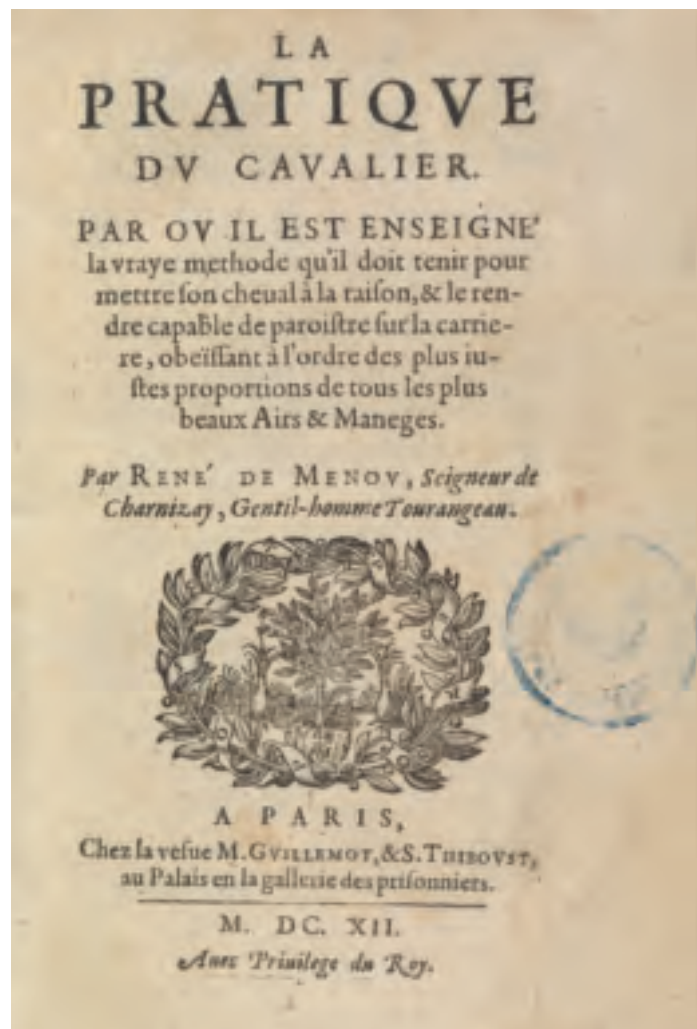 LA
PRATIQVE
DV CAVALIER.
PAR OV IL EST ENSEIGNE'
la vraye methode qu'il doit tenir pour
mettre ſon cheual à la raiſon, & le ren-
dre capable de paroiſtre ſur la carrie-
re, obeïſſant à l'ordre des plus iu-
ſtes proportions de tous les plus
beaux Airs & Maneges.
Par RENE' DE MENOV, Seigneur de
Charnizay, Gentil-homme Tourangeau.
A PARIS,
Chez la veſue M. GVILLEMOT, & S. THIBOVST,
au Palais en la gallerie des priſonniers.
M. DC. XII.
Auec Priuilege du Roy.